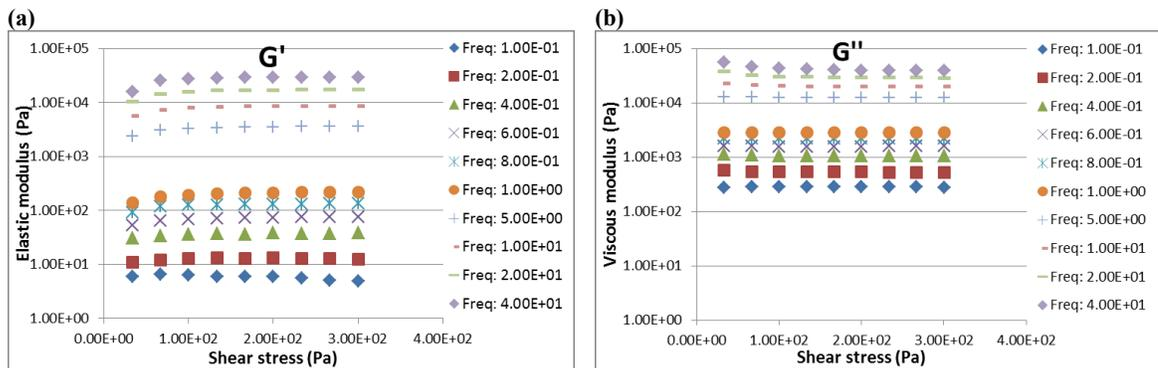 (a)
G'
Elastic modulus (Pa)
1.00E+05
1.00E+04
1.00E+03
1.00E+02
1.00E+01
1.00E+00
0.00E+00 1.00E+02 2.00E+02 3.00E+02 4.00E+02
Shear stress (Pa)
Freq: 1.00E-01
Freq: 2.00E-01
Freq: 4.00E-01
Freq: 6.00E-01
Freq: 8.00E-01
Freq: 1.00E+00
Freq: 5.00E+00
Freq: 1.00E+01
Freq: 2.00E+01
Freq: 4.00E+01
(b)
G''
Viscous modulus (Pa)
1.00E+05
1.00E+04
1.00E+03
1.00E+02
1.00E+01
1.00E+00
0.00E+00 1.00E+02 2.00E+02 3.00E+02 4.00E+02
Shear stress (Pa)
Freq: 1.00E-01
Freq: 2.00E-01
Freq: 4.00E-01
Freq: 6.00E-01
Freq: 8.00E-01
Freq: 1.00E+00
Freq: 5.00E+00
Freq: 1.00E+01
Freq: 2.00E+01
Freq: 4.00E+01